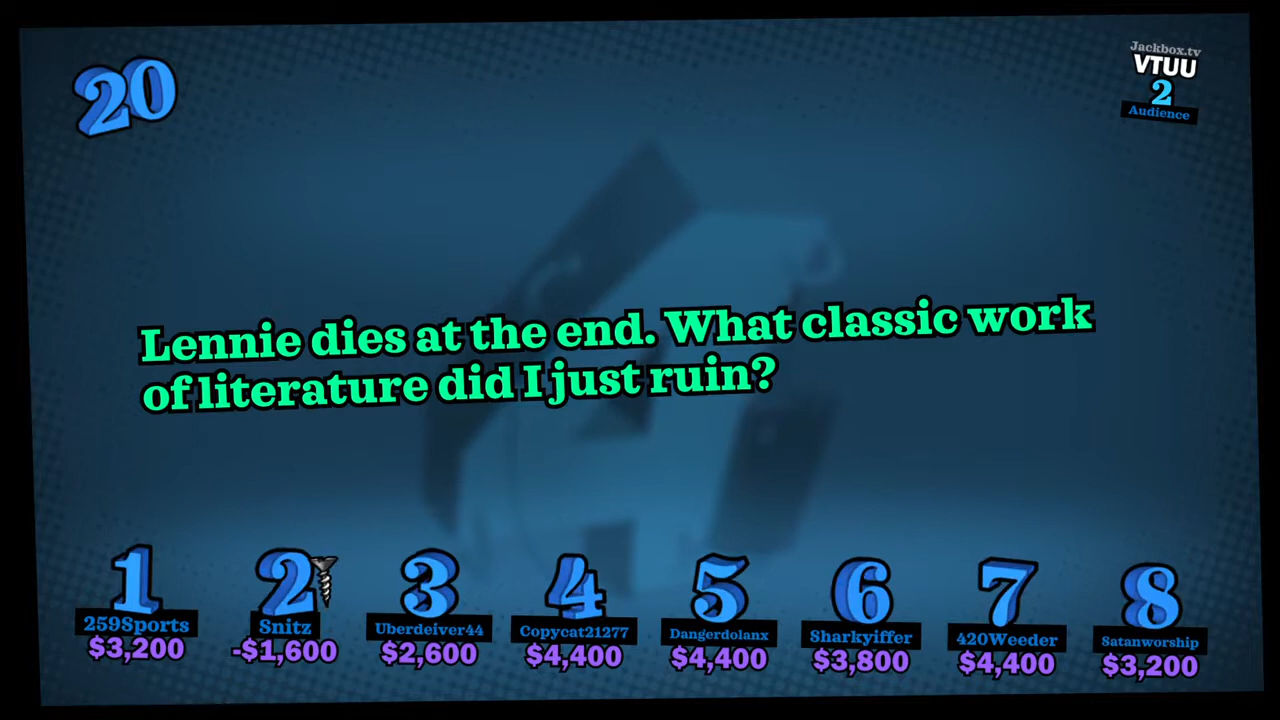 20
Jackbox.tv
VTUU
2
Audience
Lennie dies at the end. What classic work
of literature did I just ruin?
1 2 3 4 5 6 7 8
259Sports Snitz Uberdeiver44 Copycat21277 Dangerdolanx Sharkyiffer 420Weeder Satanworship
$3,200 -$1,600 $2,600 $4,400 $4,400 $3,800 $4,400 $3,200